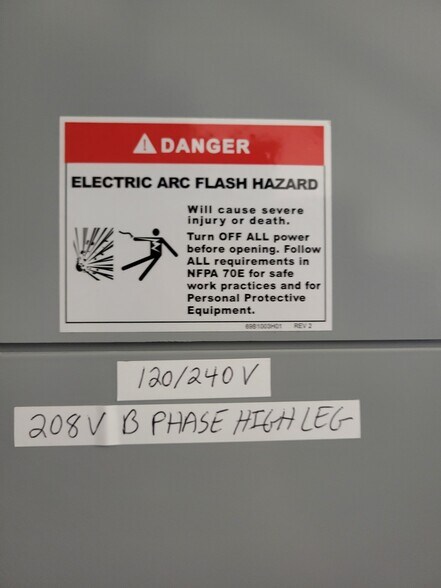 DANGER
ELECTRIC ARC FLASH HAZARD
Will cause severe
injury or death.
Turn OFF ALL power
before opening. Follow
ALL requirements in
NFPA 70E for safe
work practices and for
Personal Protective
Equipment.
69B1003H01 REV 2
120/240 V
208V B PHASE HIGH LEG